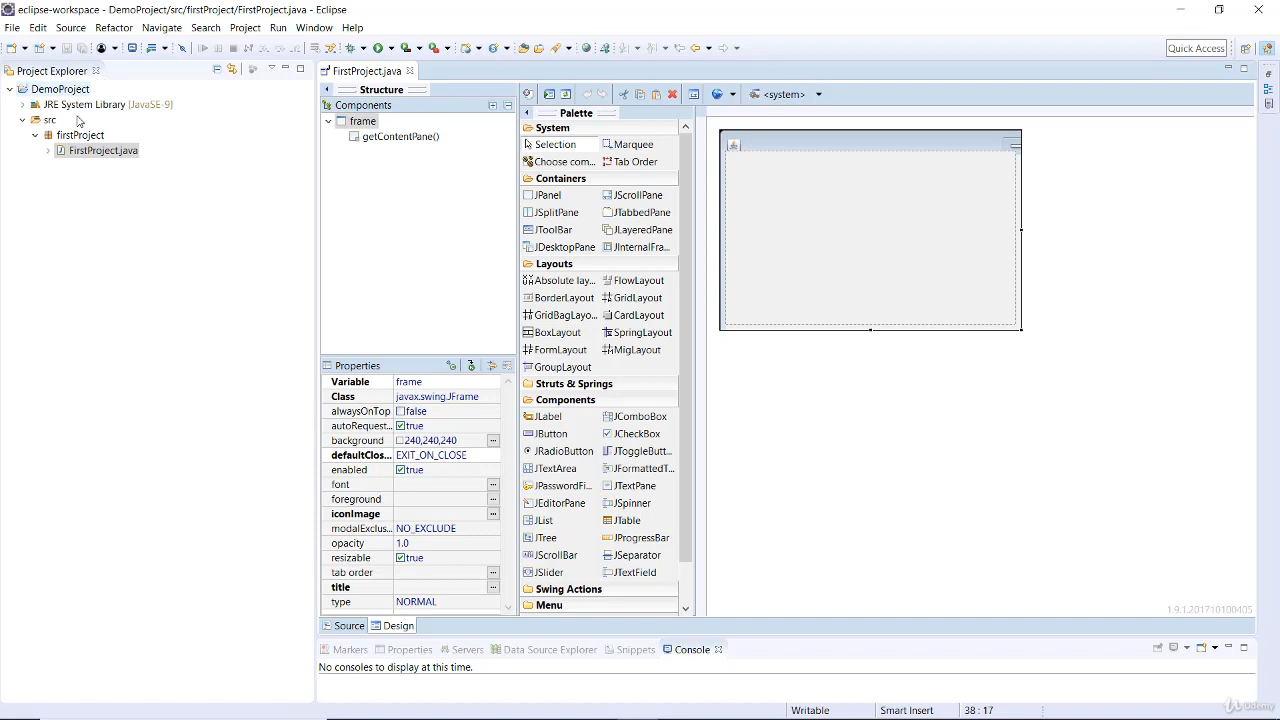 eclipse-workspace - DemoProject/src/firstProject/FirstProject.java - Eclipse
File Edit Source Refactor Navigate Search Project Run Window Help
Quick Access
Project Explorer
DemoProject
JRE System Library [JavaSE-9]
src
firstProject
FirstProject.java
FirstProject.java
Structure
Components
frame
getContentPane()
Properties
Variable frame
Class javax.swing.JFrame
alwaysOnTop false
autoRequest... true
background 240,240,240
defaultClos... EXIT_ON_CLOSE
enabled true
font
foreground
iconImage
modalExclus... NO_EXCLUDE
opacity 1.0
resizable true
tab order
title
type NORMAL
<system>
Palette
System
Selection Marquee
Choose com... Tab Order
Containers
JPanel JScrollPane
JSplitPane JTabbedPane
JToolBar JLayeredPane
JDesktopPane JInternalFra...
Layouts
Absolute lay... FlowLayout
BorderLayout GridLayout
GridBagLayo... CardLayout
BoxLayout SpringLayout
FormLayout MigLayout
GroupLayout
Struts & Springs
Components
JLabel JComboBox
JButton JCheckBox
JRadioButton JToggleButt...
JTextArea JFormattedT...
JPasswordFi... JTextPane
JEditorPane JSpinner
JList JTable
JTree JProgressBar
JScrollBar JSeparator
JSlider JTextField
Swing Actions
Menu
1.9.1.201710100405
Source Design
Markers Properties Servers Data Source Explorer Snippets Console
No consoles to display at this time.
Writable Smart Insert 38 : 17
Udemy